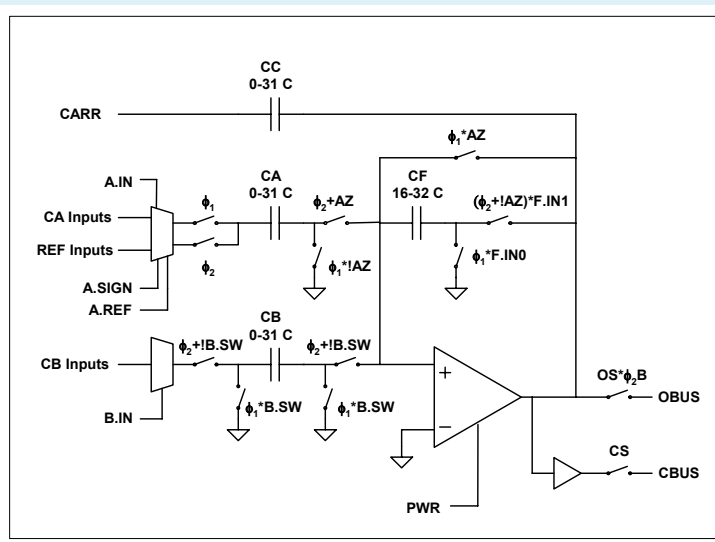 CC
0-31 C
CARR
ϕ1*AZ
A.IN
CA
0-31 C
CF
16-32 C
ϕ1
ϕ2+AZ
(ϕ2+!AZ)*F.IN1
CA Inputs
REF Inputs
ϕ2
ϕ1*!AZ
ϕ1*F.IN0
A.SIGN
A.REF
CB
0-31 C
ϕ2+!B.SW
ϕ2+!B.SW
CB Inputs
+
ϕ1*B.SW
ϕ1*B.SW
OS*ϕ2B
OBUS
B.IN
−
CS
CBUS
PWR